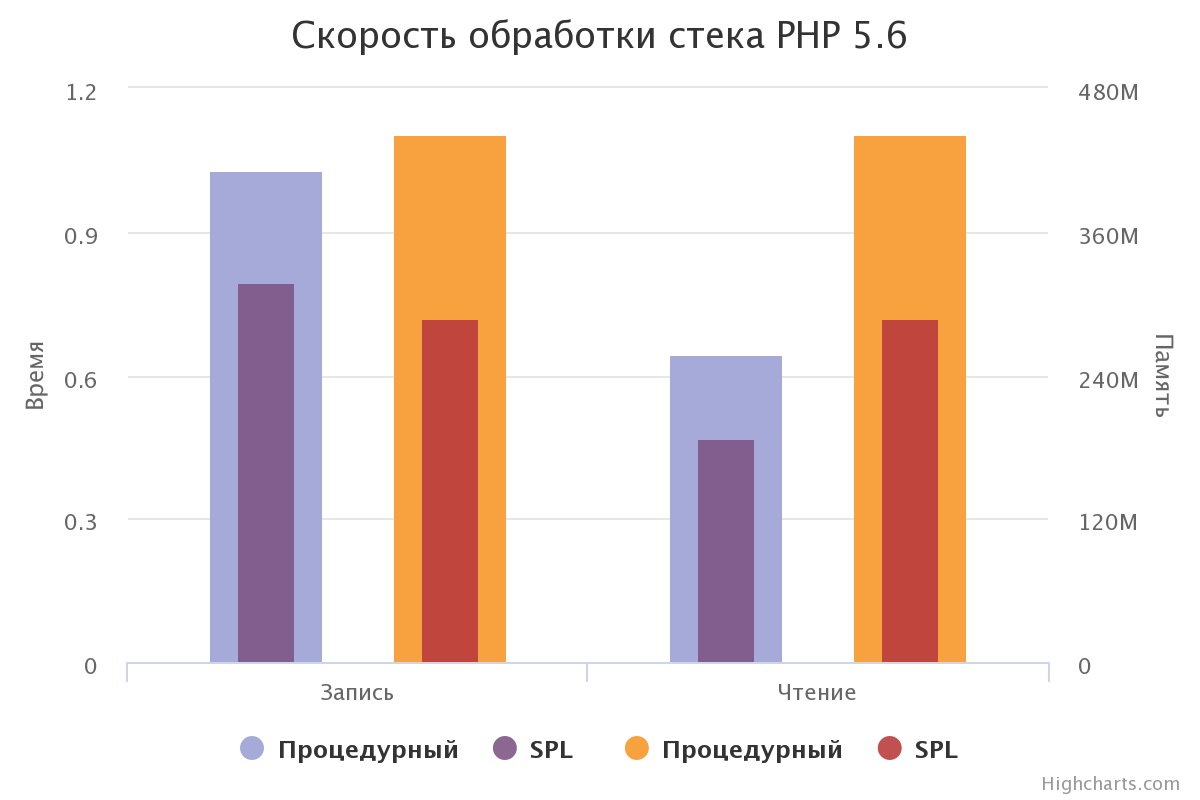 Скорость обработки стека PHP 5.6
1.2
480M
0.9
360M
Время
Память
0.6
240M
0.3
120M
0
0
Запись
Чтение
Процедурный
SPL
Процедурный
SPL
Highcharts.com